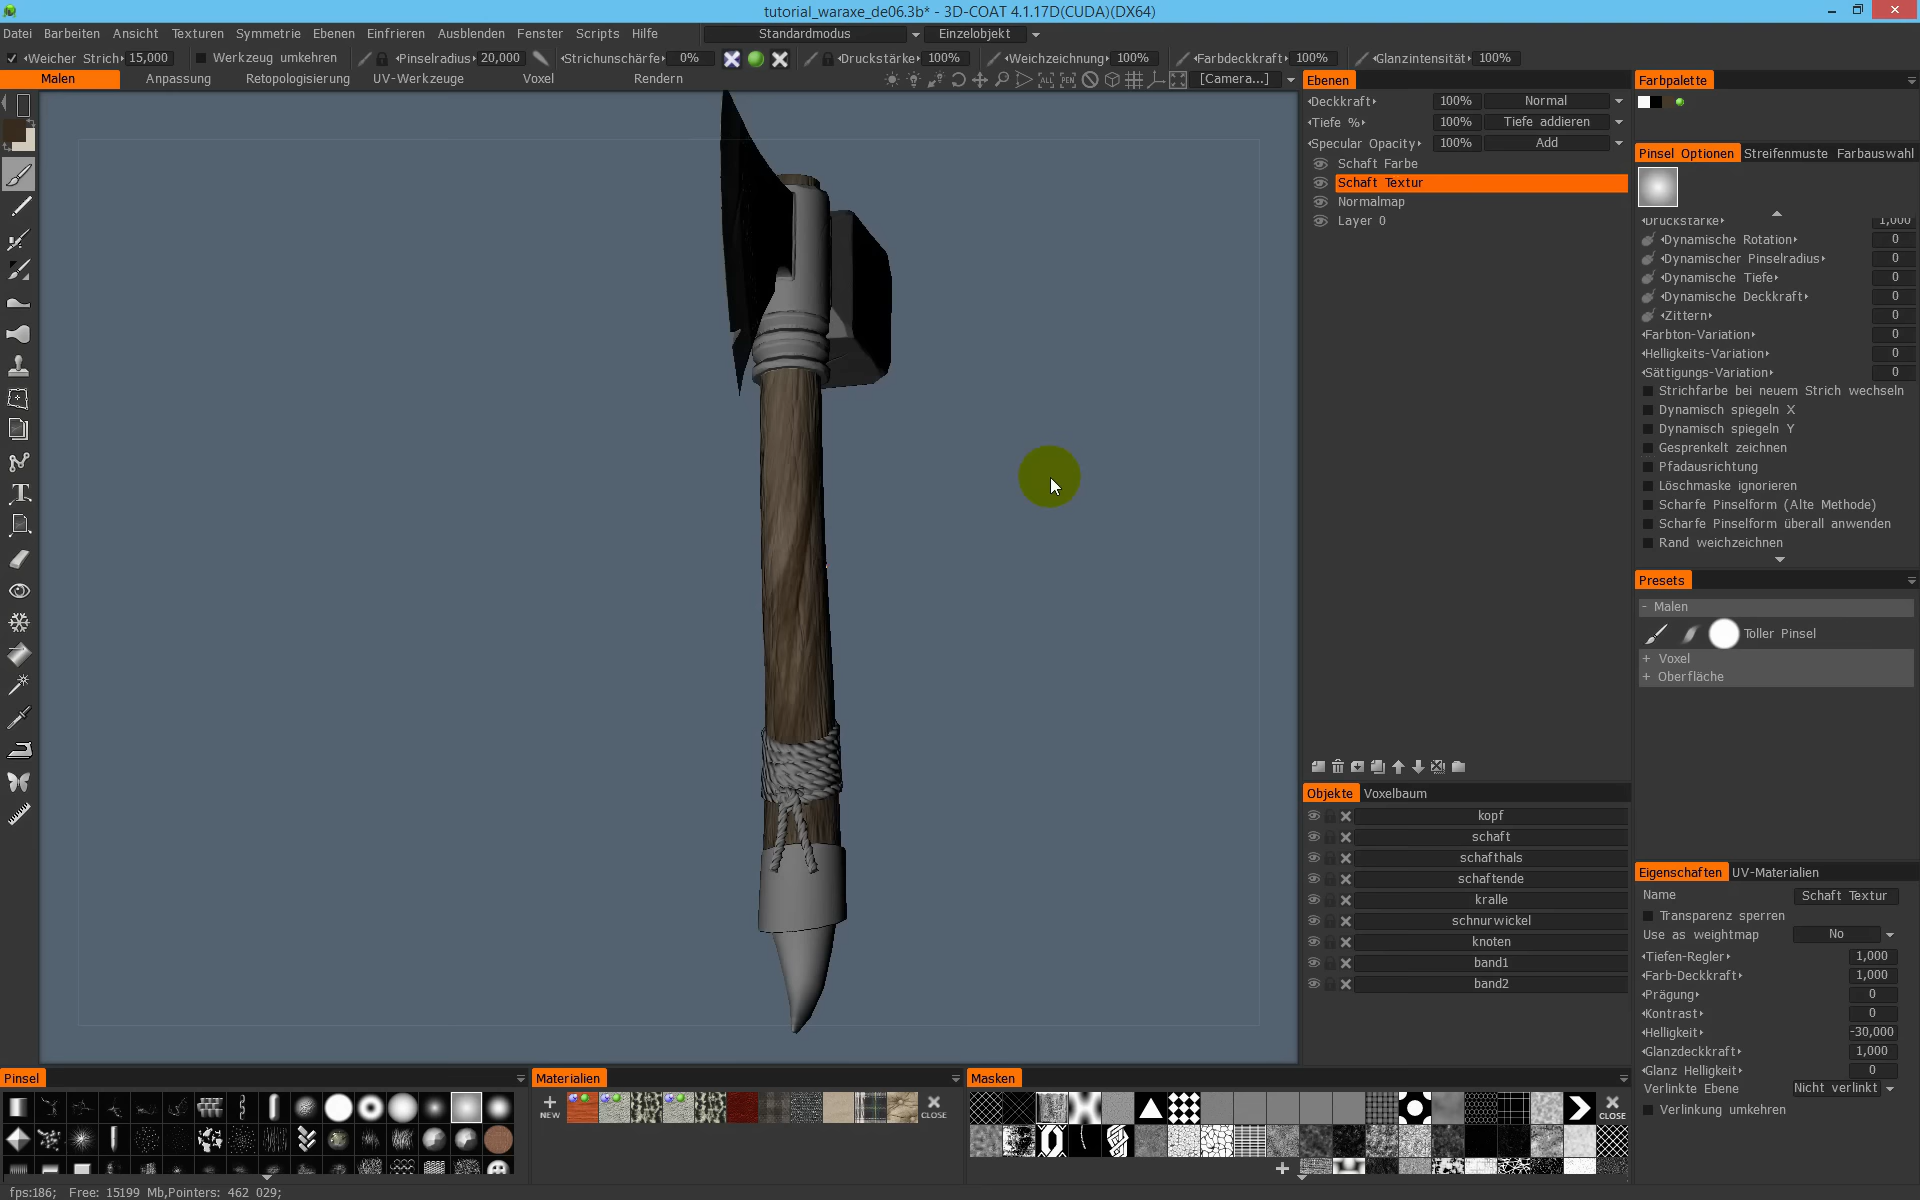 tutorial_waraxe_de06.3b* - 3D-COAT 4.1.17D(CUDA)(DX64)
Datei Barbeiten Ansicht Texturen Symmetrie Ebenen Einfrieren Ausblenden Fenster Scripts Hilfe Standardmodus Einzelobjekt
Weicher Strich 15,000 Werkzeug umkehren Pinselradius 20,000 Strichunschärfe 0% Druckstärke 100% Weichzeichnung 100% Farbdeckkraft 100% Glanzintensität 100%
Malen Anpassung Retopologisierung UV-Werkzeuge Voxel Rendern [Camera...]
Ebenen
Deckkraft 100% Normal
Tiefe % 100% Tiefe addieren
Specular Opacity 100% Add
Schaft Farbe
Schaft Textur
Normalmap
Layer 0
Objekte Voxelbaum
kopf
schaft
schafthals
schaftende
kralle
schnurwickel
knoten
band1
band2
Farbpalette
Pinsel Optionen Streifenmuste Farbauswahl
Druckstärke 1,000
Dynamische Rotation 0
Dynamischer Pinselradius 0
Dynamische Tiefe 0
Dynamische Deckkraft 0
Zittern 0
Farbton-Variation 0
Helligkeits-Variation 0
Sättigungs-Variation 0
Strichfarbe bei neuem Strich wechseln
Dynamisch spiegeln X
Dynamisch spiegeln Y
Gesprenkelt zeichnen
Pfadausrichtung
Löschmaske ignorieren
Scharfe Pinselform (Alte Methode)
Scharfe Pinselform überall anwenden
Rand weichzeichnen
Presets
- Malen
Toller Pinsel
+ Voxel
+ Oberfläche
Eigenschaften UV-Materialien
Name Schaft Textur
Transparenz sperren
Use as weightmap No
Tiefen-Regler 1,000
Farb-Deckkraft 1,000
Prägung 0
Kontrast 0
Helligkeit -30,000
Glanzdeckkraft 1,000
Glanz Helligkeit 0
Verlinkte Ebene Nicht verlinkt
Verlinkung umkehren
Pinsel
Materialien
NEW
CLOSE
Masken
CLOSE
fps:186; Free: 15199 Mb,Pointers: 462 029;